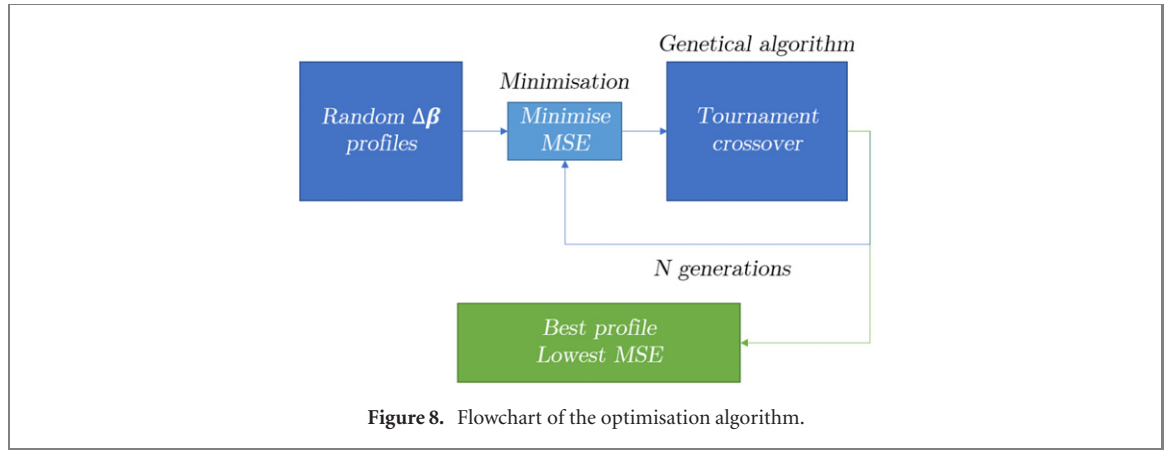 Genetical algorithm
Minimisation
Random Δβ
profiles
Minimise
MSE
Tournament
crossover
N generations
Best profile
Lowest MSE
Figure 8. Flowchart of the optimisation algorithm.